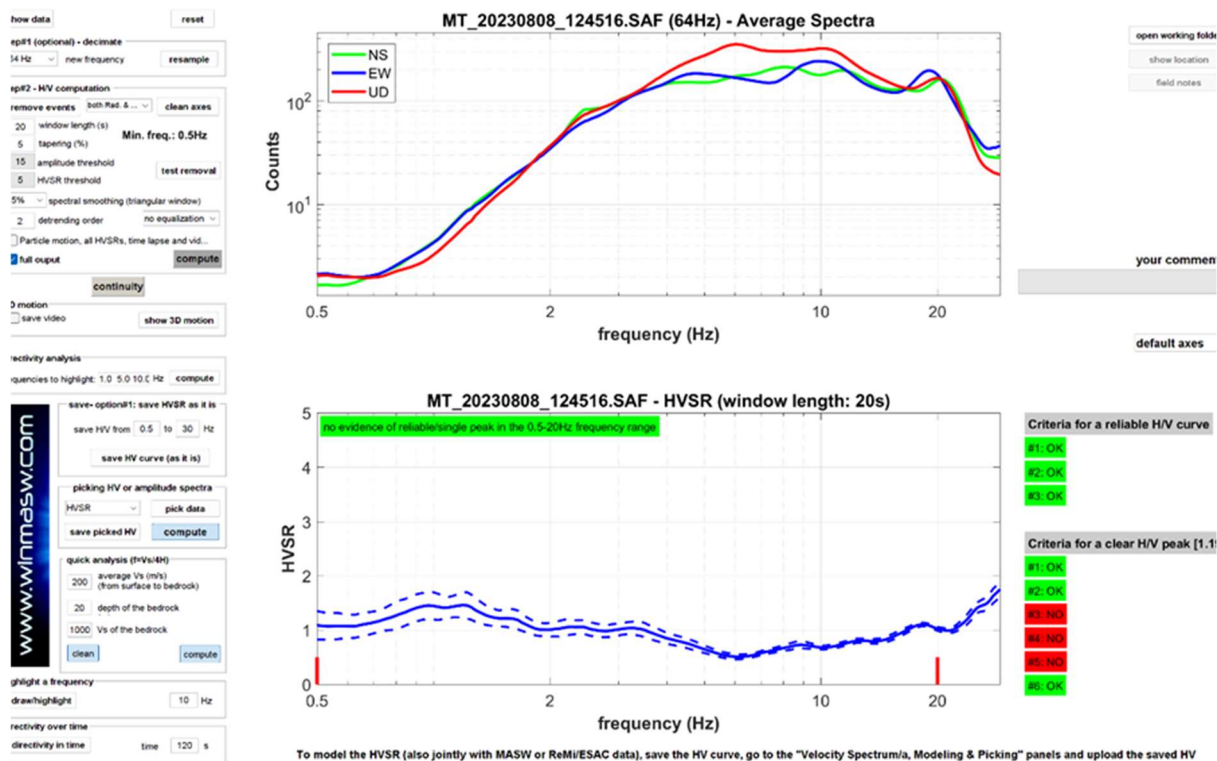 how data
reset
ep#1 (optional) - decimate
4 Hz
new frequency
resample
ep#2 - H/V computation
remove events
both Rad. & ...
clean axes
20
window length (s)
Min. freq.: 0.5Hz
5
tapering (%)
15
amplitude threshold
test removal
5
HVSR threshold
5%
spectral smoothing (triangular window)
2
detrending order
no equalization
Particle motion, all HVSRs, time lapse and vid...
full ouput
compute
continuity
D motion
save video
show 3D motion
rectivity analysis
equencies to highlight:
1.0 5.0 10.0
Hz
compute
www.winmasw.com
save- option#1: save HVSR as it is
save H/V from
0.5
to
30
Hz
save HV curve (as it is)
picking HV or amplitude spectra
HVSR
pick data
save picked HV
compute
quick analysis (f=Vs/4H)
200
average Vs (m/s)
(from surface to bedrock)
20
depth of the bedrock
1000
Vs of the bedrock
clean
compute
ghlight a frequency
draw/highlight
10
Hz
rectivity over time
directivity in time
time
120
s
MT_20230808_124516.SAF (64Hz) - Average Spectra
NS
EW
UD
Counts
10²
10¹
0.5
2
10
20
frequency (Hz)
MT_20230808_124516.SAF - HVSR (window length: 20s)
no evidence of reliable/single peak in the 0.5-20Hz frequency range
HVSR
5
4
3
2
1
0
0.5
2
10
20
frequency (Hz)
To model the HVSR (also jointly with MASW or ReMi/ESAC data), save the HV curve, go to the "Velocity Spectrum/a, Modeling & Picking" panels and upload the saved HV
open working folde
show location
field notes
your commen
default axes
Criteria for a reliable H/V curve
#1: OK
#2: OK
#3: OK
Criteria for a clear H/V peak [1.1
#1: OK
#2: OK
#3: NO
#4: NO
#5: NO
#6: OK